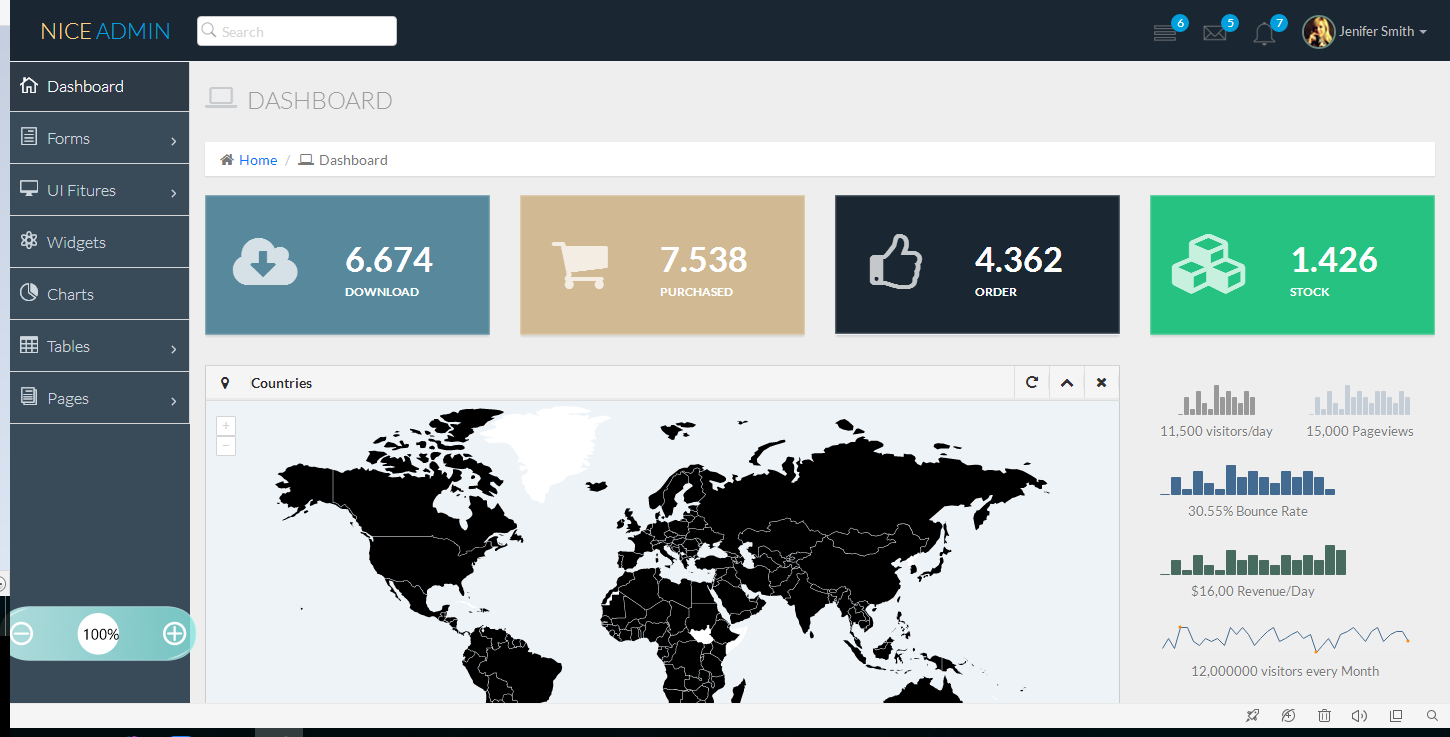 NICE ADMIN
Search
6
5
7
Jenifer Smith
Dashboard
Forms
UI Fitures
Widgets
Charts
Tables
Pages
100%
DASHBOARD
Home / Dashboard
6.674
DOWNLOAD
7.538
PURCHASED
4.362
ORDER
1.426
STOCK
Countries
+
−
11,500 visitors/day
15,000 Pageviews
30.55% Bounce Rate
$16,00 Revenue/Day
12,000000 visitors every Month